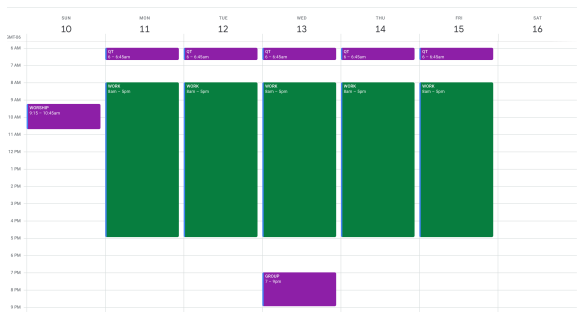 SUN MON TUE WED THU FRI SAT
10 11 12 13 14 15 16
GMT-05
6 AM
QT
6 – 6:45am
QT
6 – 6:45am
QT
6 – 6:45am
QT
6 – 6:45am
QT
6 – 6:45am
7 AM
8 AM
WORK
8am – 5pm
WORK
8am – 5pm
WORK
8am – 5pm
WORK
8am – 5pm
WORK
8am – 5pm
9 AM
WORSHIP
9:15 – 10:45am
10 AM
11 AM
12 PM
1 PM
2 PM
3 PM
4 PM
5 PM
6 PM
7 PM
GROUP
7 – 9pm
8 PM
9 PM